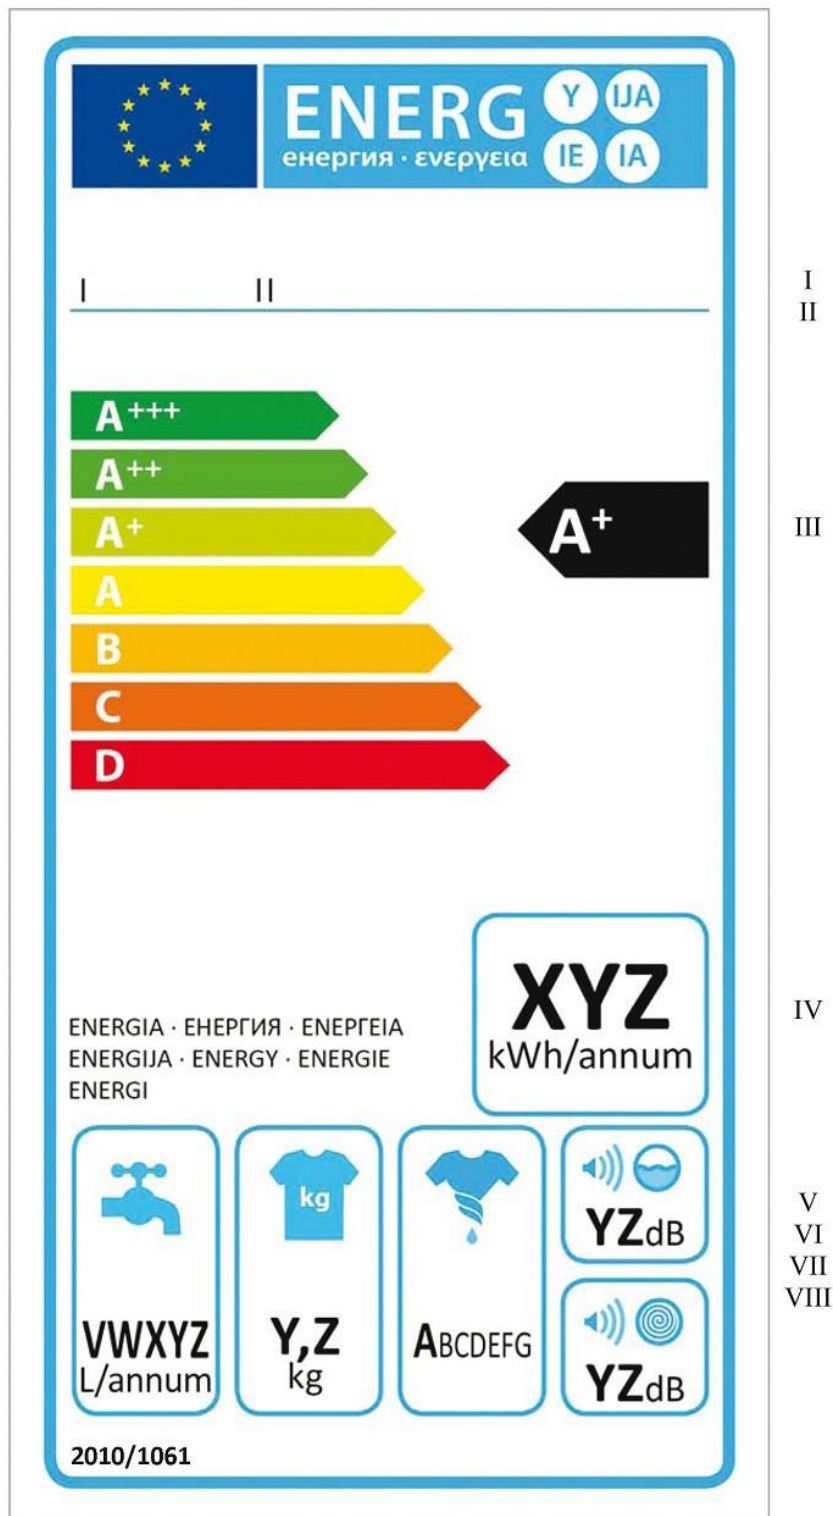 ENERG Y IJA
енергия · ενεργεια IE IA
I II
I
II
A+++
A++
A+
A+
III
A
B
C
D
XYZ
kWh/annum
IV
ENERGIA · ЕНЕРГИЯ · ΕΝΕΡΓΕΙΑ
ENERGIJA · ENERGY · ENERGIE
ENERGI
kg
VWXYZ
L/annum
Y,Z
kg
ABCDEFG
YZdB
YZdB
V
VI
VII
VIII
2010/1061